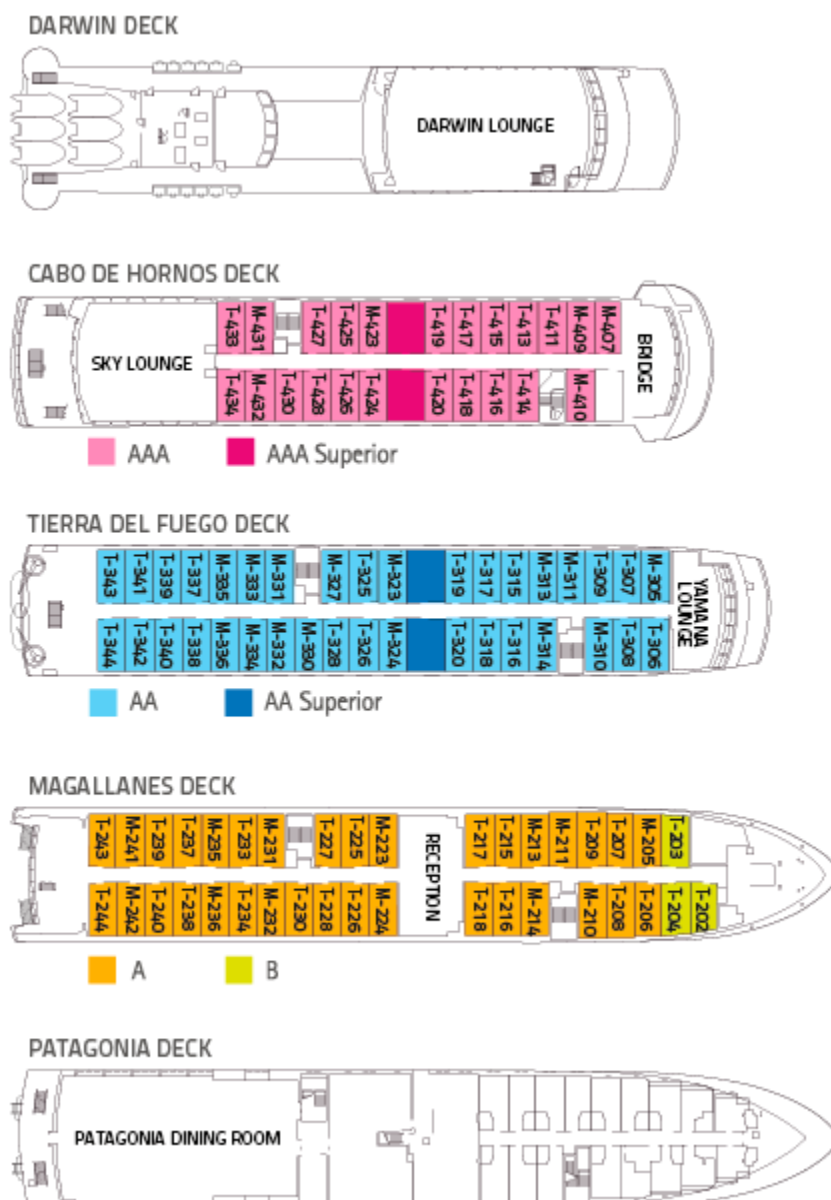 DARWIN DECK
DARWIN LOUNGE
CABO DE HORNOS DECK
T-433 M-431 T-427 T-425 M-423 T-419 T-417 T-415 T-413 T-411 M-409 M-407
SKY LOUNGE
BRIDGE
T-434 M-432 T-430 T-428 T-426 T-424 T-420 T-418 T-416 T-414 M-410
AAA AAA Superior
TIERRA DEL FUEGO DECK
T-343 T-341 T-339 T-337 M-335 M-333 M-331 M-327 T-325 M-323 T-319 T-317 T-315 M-313 M-311 T-309 T-307 M-305
YAMANA
LOUNGE
T-344 T-342 T-340 T-338 M-336 M-334 M-332 M-330 T-328 T-326 M-324 T-320 T-318 T-316 M-314 M-310 T-308 T-306
AA AA Superior
MAGALLANES DECK
T-243 M-241 T-239 T-237 M-235 T-233 M-231 T-227 T-225 M-223 T-217 T-215 M-213 M-211 T-209 T-207 M-205 T-203
RECEPTION
T-244 M-242 T-240 T-238 M-236 T-234 M-232 T-230 T-228 T-226 M-224 T-218 T-216 M-214 M-210 T-208 T-206 T-204 T-202
A B
PATAGONIA DECK
PATAGONIA DINING ROOM